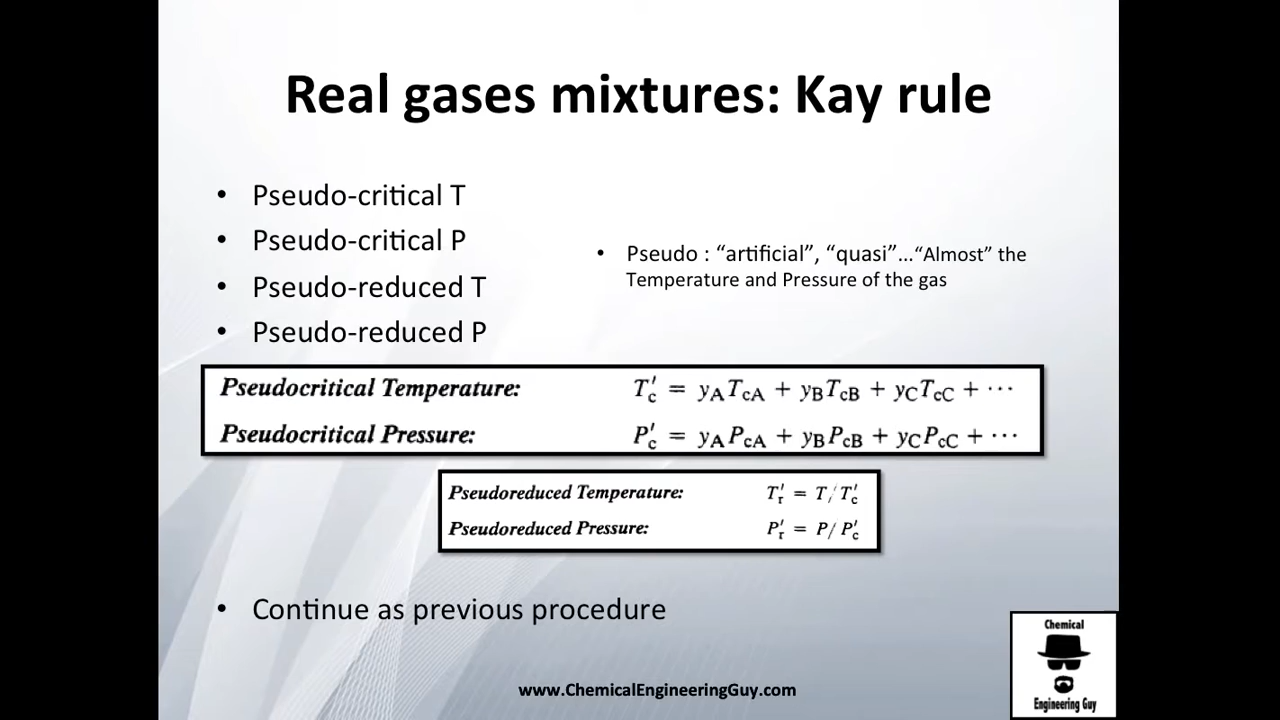 Real gases mixtures: Kay rule
• Pseudo-critical T
• Pseudo-critical P
• Pseudo-reduced T
• Pseudo-reduced P
• Pseudo : “artificial”, “quasi”...“Almost” the
Temperature and Pressure of the gas
Pseudocritical Temperature: T′c = yATcA + yBTcB + yCTcC + ···
Pseudocritical Pressure: P′c = yAPcA + yBPcB + yCPcC + ···
Pseudoreduced Temperature: T′r = T/T′c
Pseudoreduced Pressure: P′r = P/P′c
• Continue as previous procedure
www.ChemicalEngineeringGuy.com
Chemical
Engineering Guy